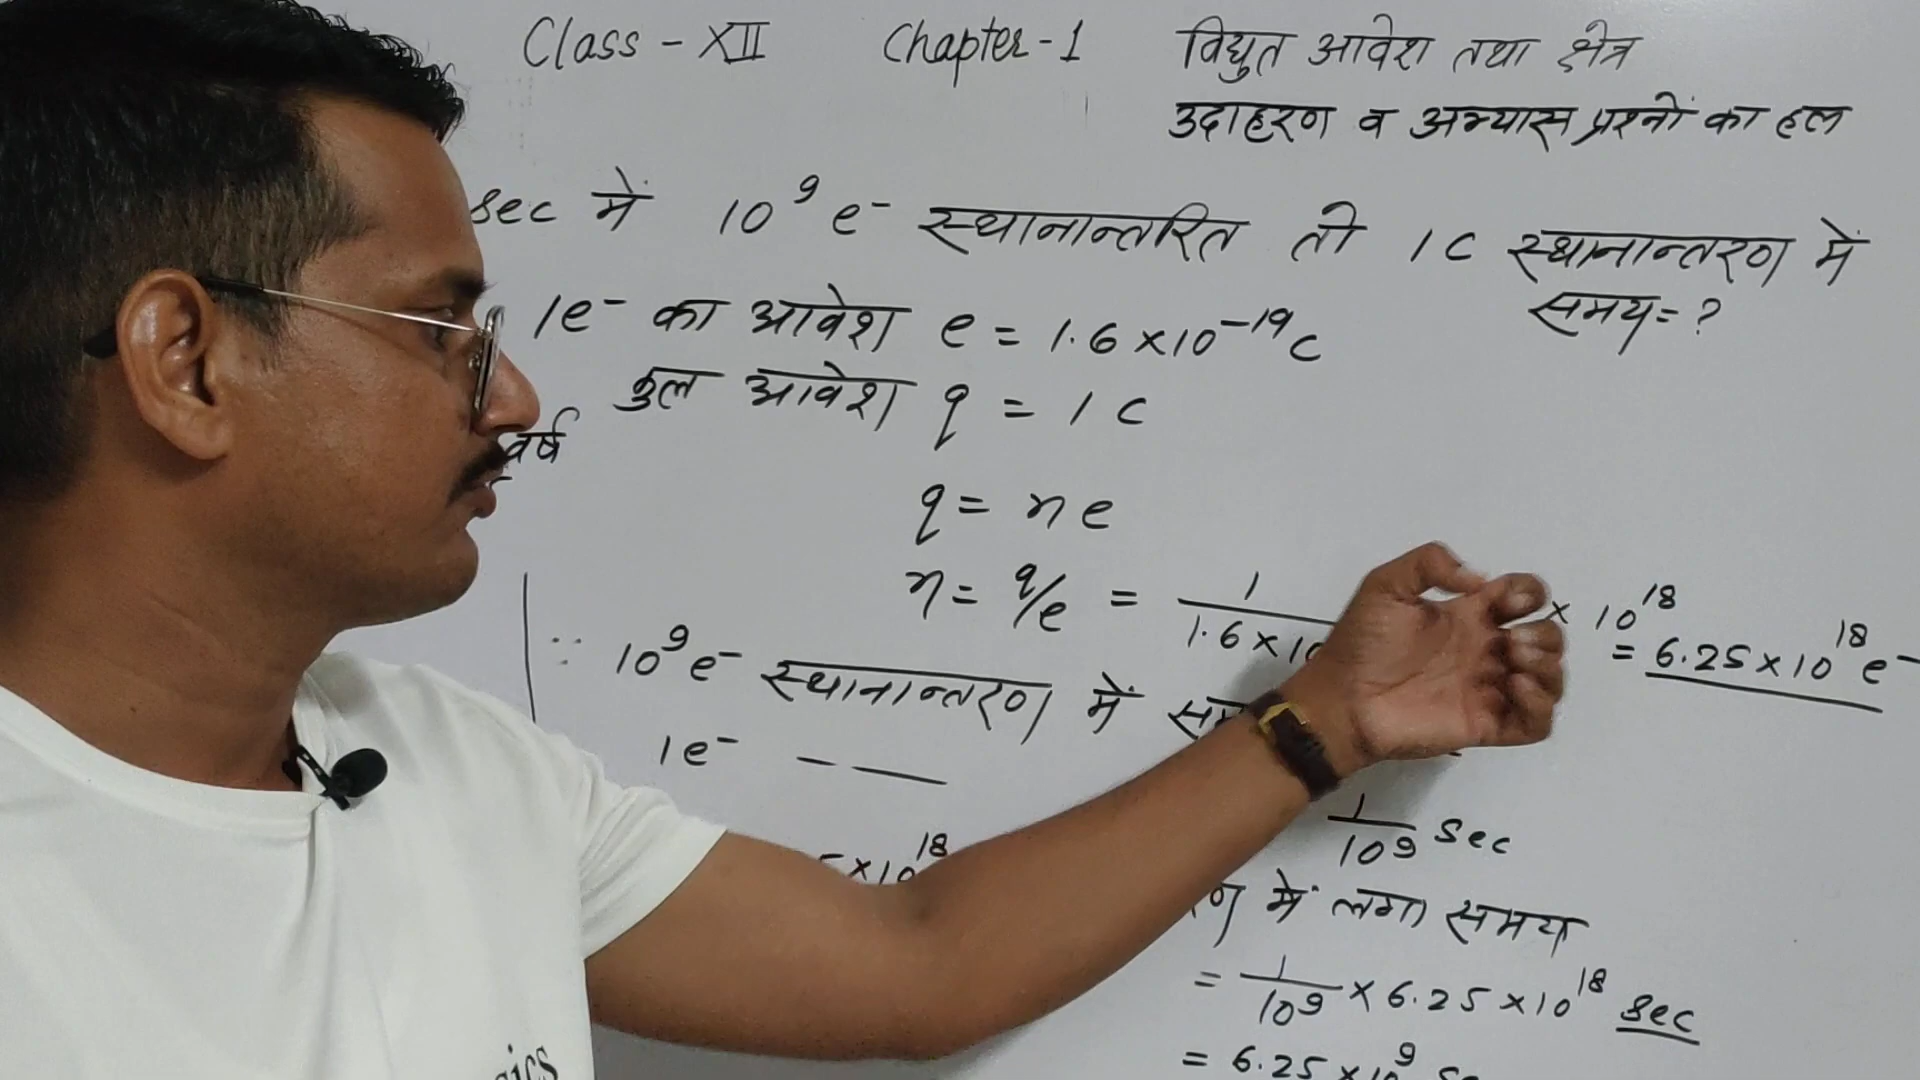 Class - XII Chapter-1 विद्युत आवेश तथा क्षेत्र
उदाहरण व अभ्यास प्रश्नों का हल
sec में 10⁹ e⁻ स्थानान्तरित तो 1C स्थानान्तरण में
समय = ?
1e⁻ का आवेश e = 1.6 × 10⁻¹⁹ C
कुल आवेश q = 1 C
वर्ष
q = n e
n = q/e = 1 / 1.6 × 10
× 10¹⁸
= 6.25 × 10¹⁸ e⁻
∵ 10⁹ e⁻ स्थानान्तरण में
1e⁻ - —
1/10⁹ sec
× 10¹⁸
में लगा समय
= 1/10⁹ × 6.25 × 10¹⁸ sec
= 6.25 × 10⁹